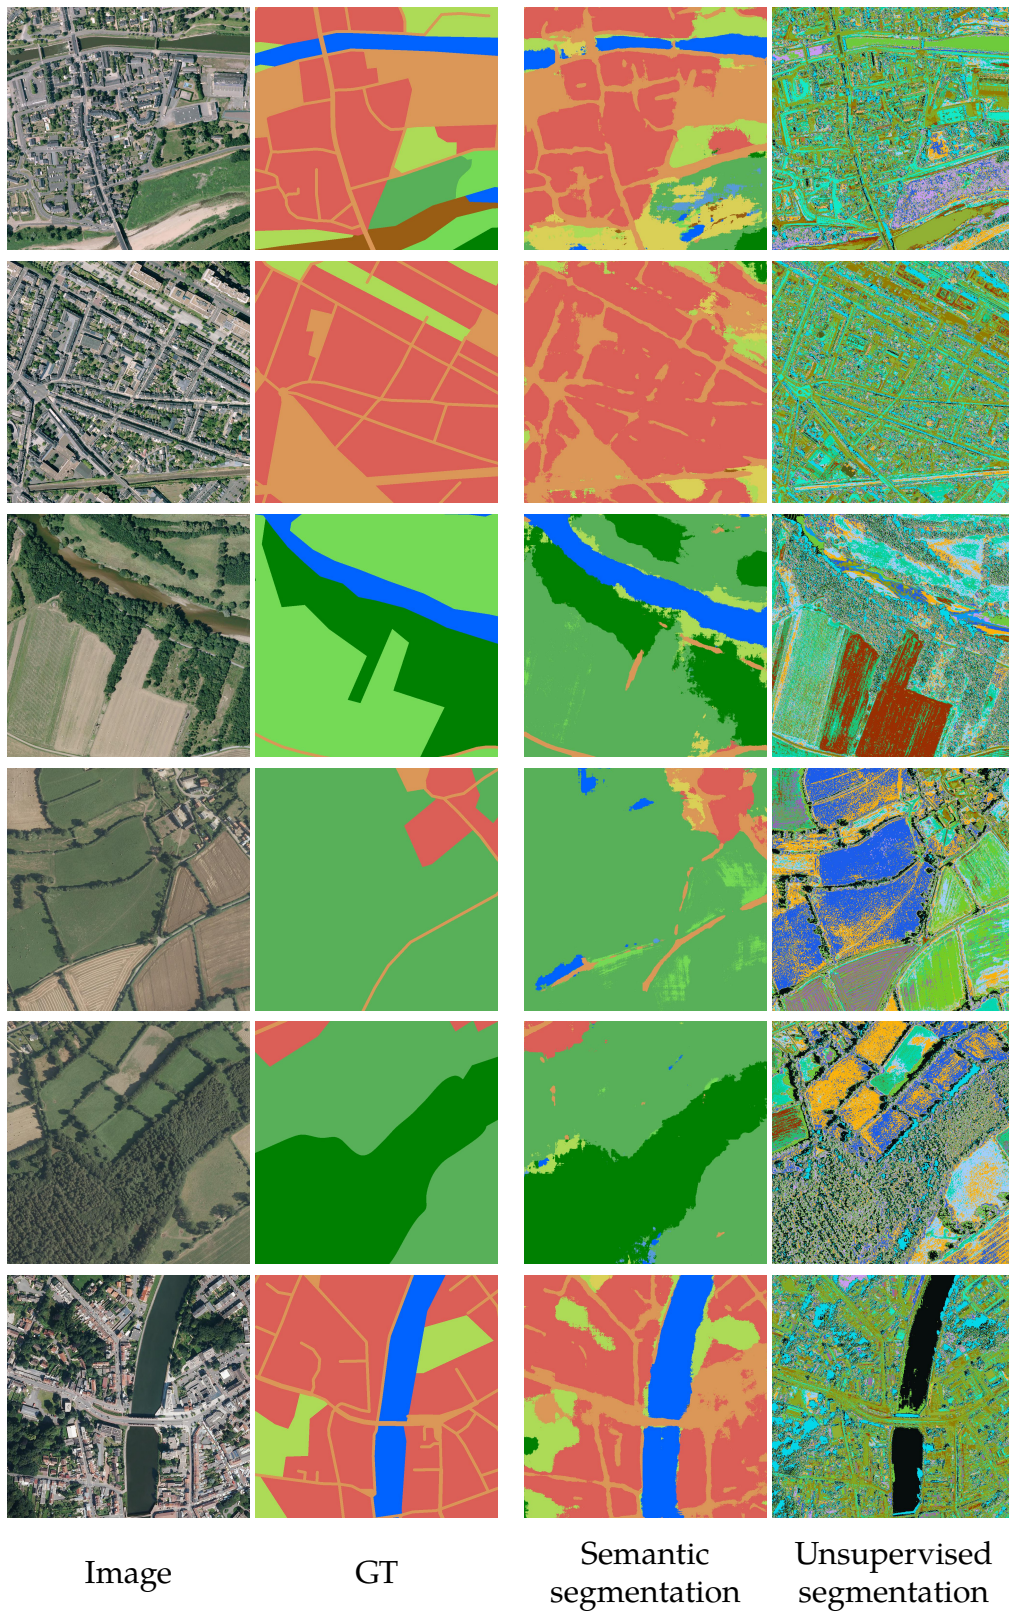 Image
GT
Semantic
segmentation
Unsupervised
segmentation